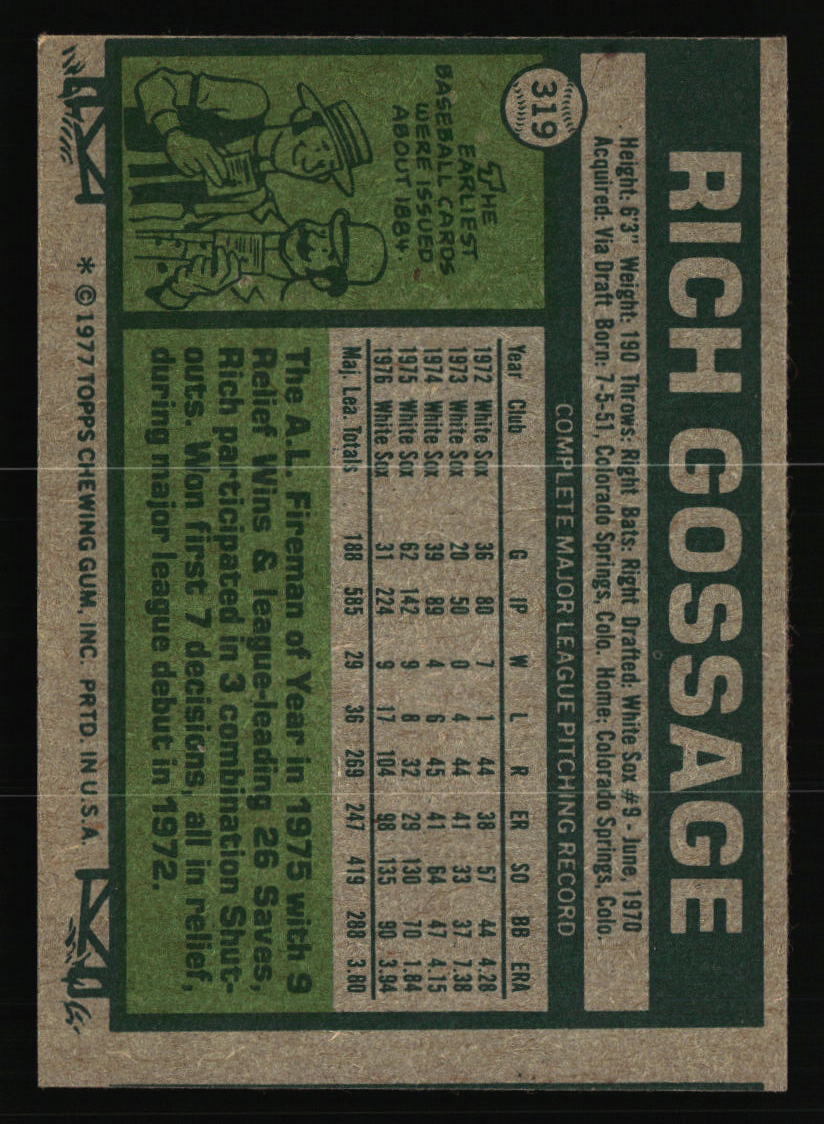 319
RICH GOSSAGE
Height: 6'3" Weight: 190 Throws: Right Bats: Right Drafted: White Sox #9 - June, 1970
Acquired: Via Draft Born: 7-5-51, Colorado Springs, Colo. Home: Colorado Springs, Colo.
COMPLETE MAJOR LEAGUE PITCHING RECORD
Year Club G IP W L R ER SO BB ERA
1972 White Sox 36 80 7 1 44 38 57 44 4.28
1973 White Sox 20 50 0 4 44 41 33 37 7.38
1974 White Sox 39 89 4 6 45 41 64 47 4.15
1975 White Sox 62 142 9 8 32 29 130 70 1.84
1976 White Sox 31 224 9 17 104 98 135 90 3.94
Maj. Lea. Totals 188 585 29 36 269 247 419 288 3.80
THE
EARLIEST
BASEBALL CARDS
WERE ISSUED
ABOUT 1884.
The A.L. Fireman of Year in 1975 with 9
Relief Wins & league-leading 26 Saves,
Rich participated in 3 combination Shut-
outs. Won first 7 decisions, all in relief,
during major league debut in 1972.
* © 1977 TOPPS CHEWING GUM, INC. PRTD. IN U.S.A.